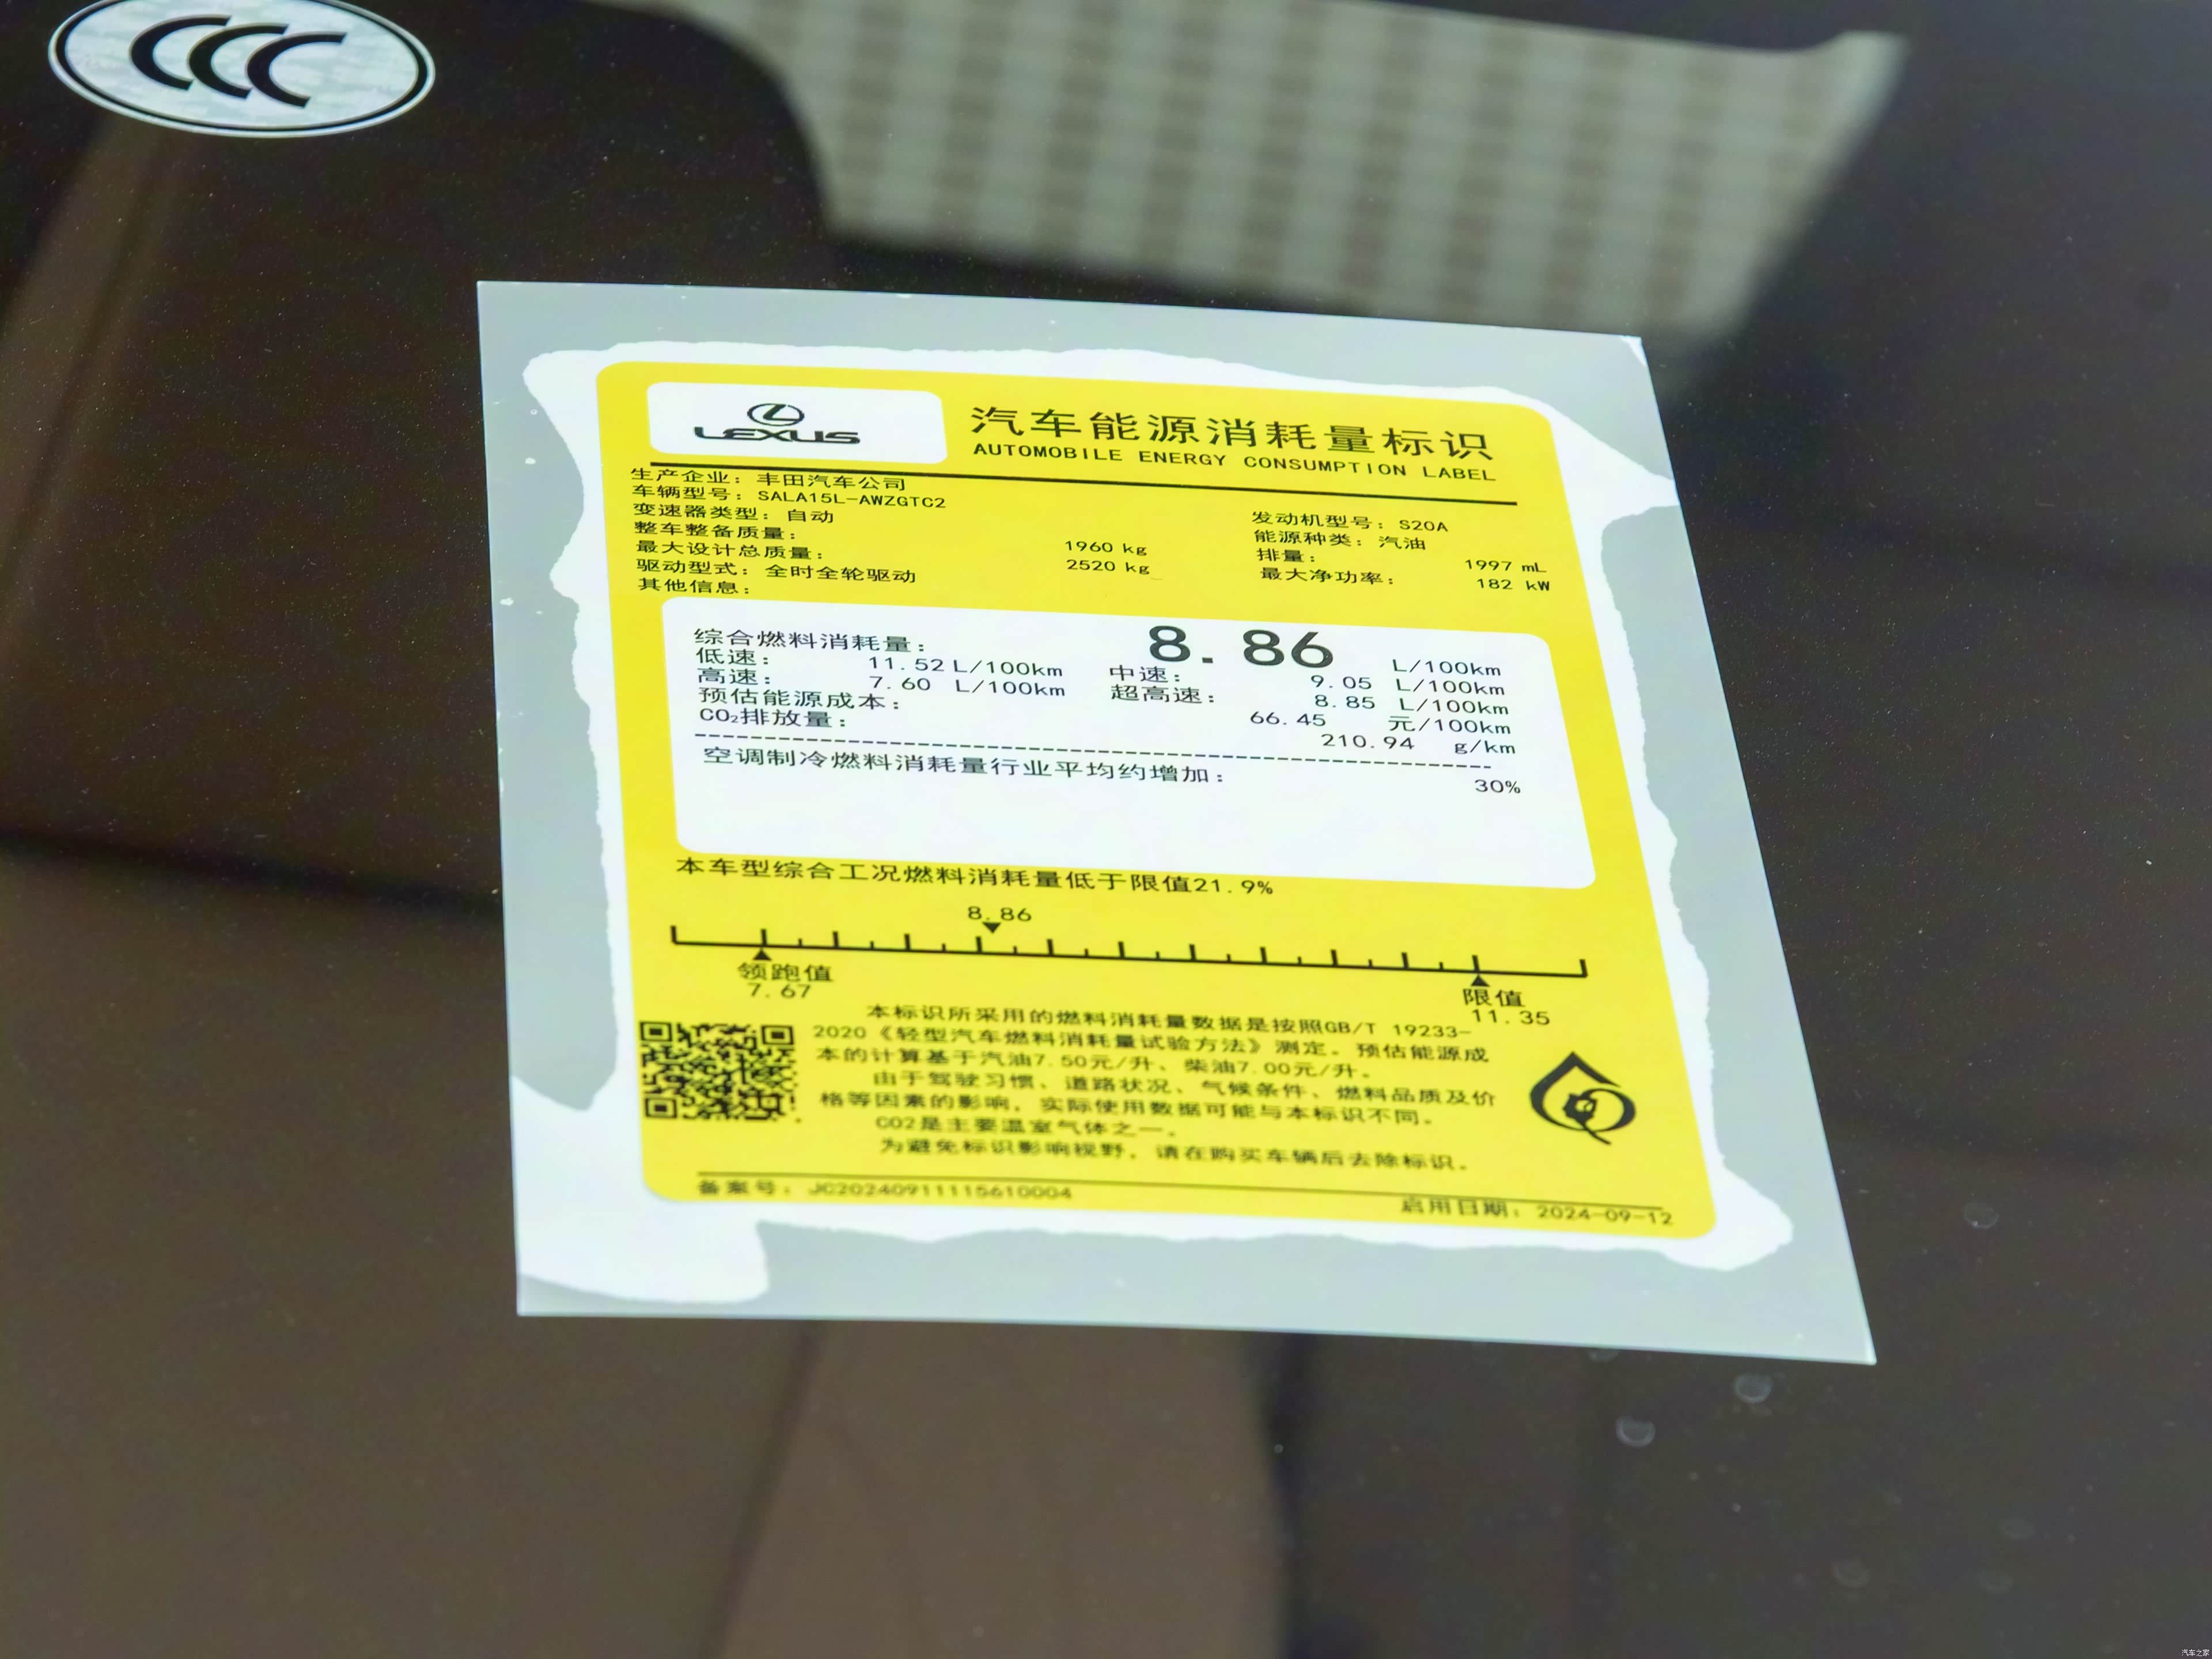 CCC
LEXUS
汽车能源消耗量标识
AUTOMOBILE ENERGY CONSUMPTION LABEL
生产企业：丰田汽车公司
车辆型号：SALA15L-AWZGTC2
变速器类型：自动 发动机型号：S20A
整车整备质量： 1960 kg 能源种类：汽油
最大设计总质量： 2520 kg 排量： 1997 mL
驱动型式：全时全轮驱动 最大净功率： 182 kW
其他信息：
综合燃料消耗量： 8.86 L/100km
低速： 11.52 L/100km 中速： 9.05 L/100km
高速： 7.60 L/100km 超高速： 8.85 L/100km
预估能源成本： 66.45 元/100km
CO₂排放量： 210.94 g/km
空调制冷燃料消耗量行业平均约增加： 30%
本车型综合工况燃料消耗量低于限值21.9%
8.86
领跑值 限值
7.67 11.35
本标识所采用的燃料消耗量数据是按照GB/T 19233-
2020《轻型汽车燃料消耗量试验方法》测定。预估能源成
本的计算基于汽油7.50元/升、柴油7.00元/升。
由于驾驶习惯、道路状况、气候条件、燃料品质及价
格等因素的影响，实际使用数据可能与本标识不同。
CO2是主要温室气体之一。
为避免标识影响视野，请在购买车辆后去除标识。
备案号：JC20240911115610004 启用日期：2024-09-12
汽车之家